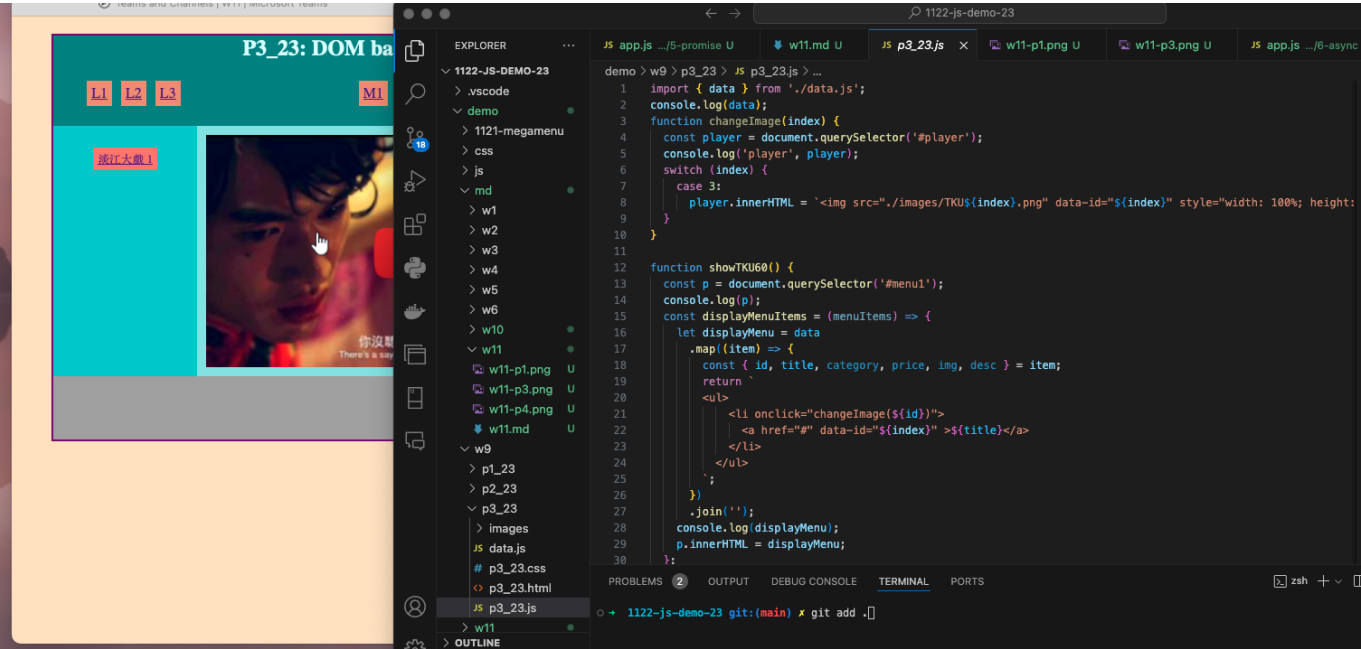 Teams and Channels | W11 | Microsoft Teams
P3_23: DOM ba
L1 L2 L3 M1
淡江大戲 1
There's a say
1122-js-demo-23
EXPLORER
1122-JS-DEMO-23
.vscode
demo
1121-megamenu
css
js
md
w1
w2
w3
w4
w5
w6
w10
w11
w11-p1.png U
w11-p3.png U
w11-p4.png U
w11.md U
w9
p1_23
p2_23
p3_23
images
JS data.js
# p3_23.css
<> p3_23.html
JS p3_23.js
w11
OUTLINE
18
JS app.js .../5-promise U
w11.md U
JS p3_23.js ×
w11-p1.png U
w11-p3.png U
JS app.js .../6-async
demo > w9 > p3_23 > JS p3_23.js > ...
1 import { data } from './data.js';
2 console.log(data);
3 function changeImage(index) {
4 const player = document.querySelector('#player');
5 console.log('player', player);
6 switch (index) {
7 case 3:
8 player.innerHTML = `<img src="./images/TKU${index}.png" data-id="${index}" style="width: 100%; height:
9 }
10 }
11
12 function showTKU60() {
13 const p = document.querySelector('#menu1');
14 console.log(p);
15 const displayMenuItems = (menuItems) => {
16 let displayMenu = data
17 .map((item) => {
18 const { id, title, category, price, img, desc } = item;
19 return `
20 <ul>
21 <li onclick="changeImage(${id})">
22 <a href="#" data-id="${index}" >${title}</a>
23 </li>
24 </ul>
25 `;
26 })
27 .join('');
28 console.log(displayMenu);
29 p.innerHTML = displayMenu;
30 };
PROBLEMS 2 OUTPUT DEBUG CONSOLE TERMINAL PORTS
zsh
1122-js-demo-23 git:(main) ✗ git add .